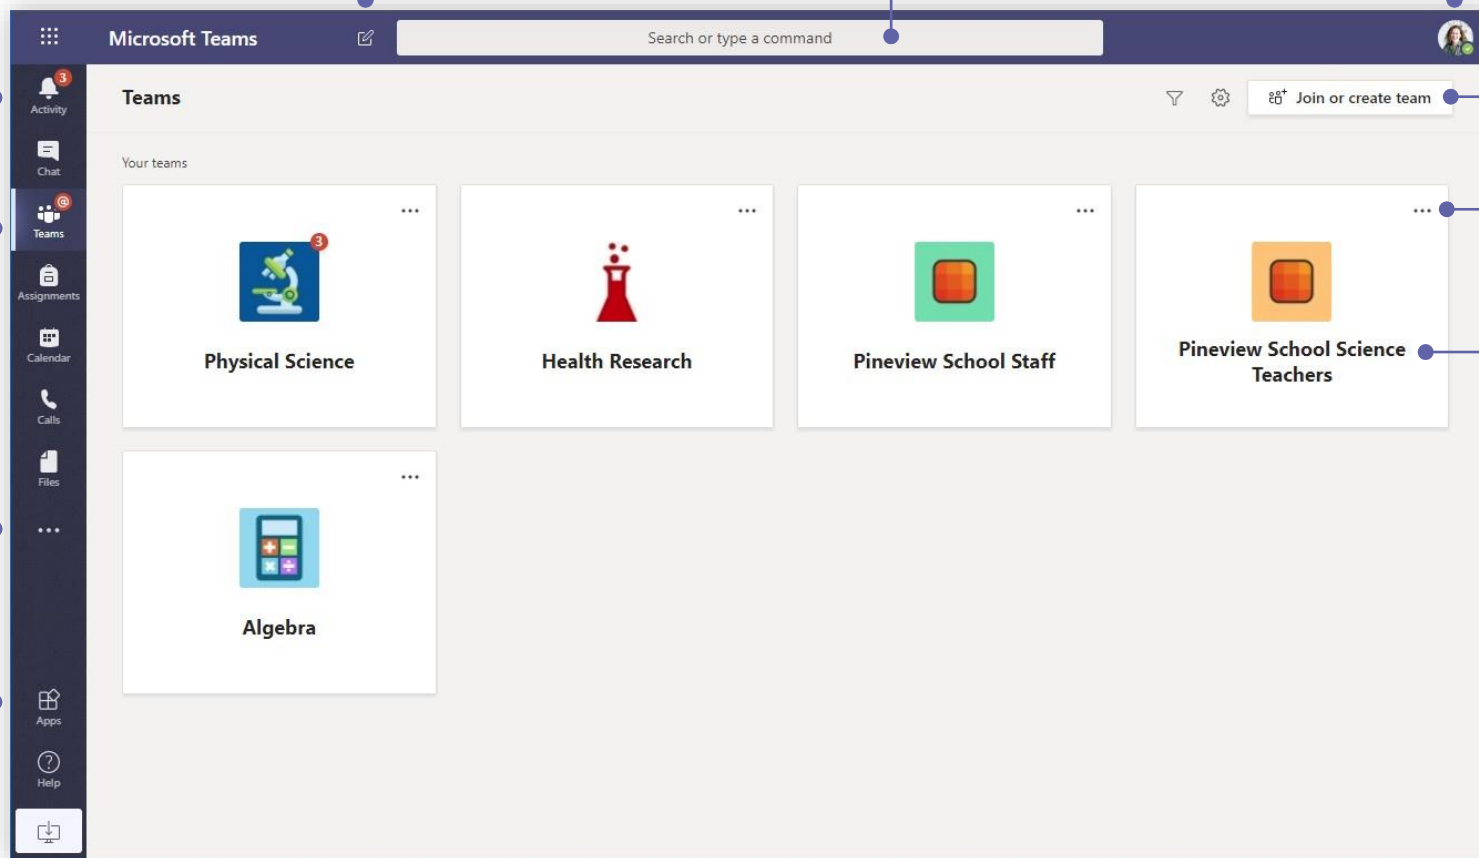 Microsoft Teams
Search or type a command
3
Activity
Chat
@
Teams
Assignments
Calendar
Calls
Files
Apps
Help
Teams
Join or create team
Your teams
3
Physical Science
Health Research
Pineview School Staff
Pineview School Science
Teachers
Algebra